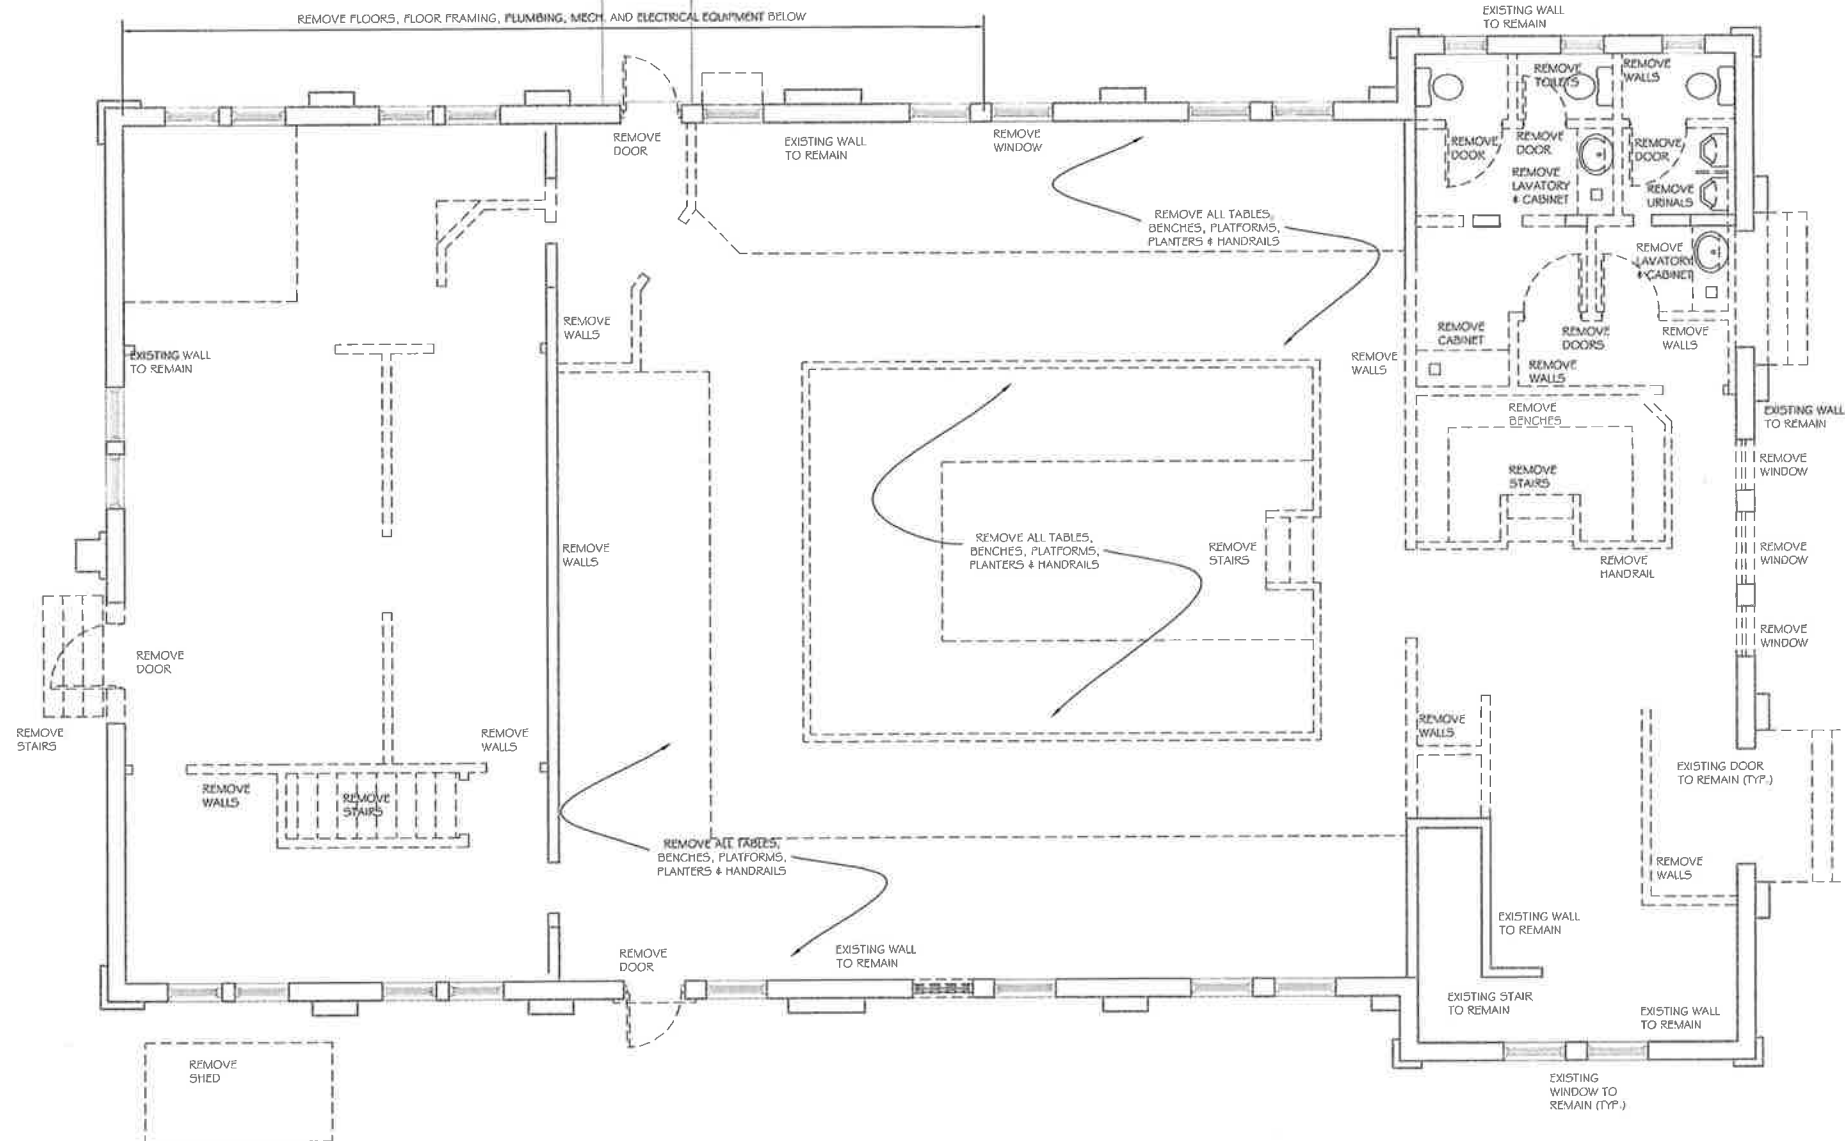 REMOVE FLOORS, FLOOR FRAMING, PLUMBING, MECH. AND ELECTRICAL EQUIPMENT BELOW
EXISTING WALL
TO REMAIN
REMOVE
TOILETS
REMOVE
WALLS
REMOVE
DOOR
EXISTING WALL
TO REMAIN
REMOVE
WINDOW
REMOVE
DOOR
REMOVE
DOOR
REMOVE
DOOR
REMOVE
LAVATORY
& CABINET
REMOVE
URINALS
REMOVE ALL TABLES,
BENCHES, PLATFORMS,
PLANTERS & HANDRAILS
REMOVE
LAVATORY
& CABINET
REMOVE
WALLS
REMOVE
CABINET
REMOVE
DOORS
REMOVE
WALLS
EXISTING WALL
TO REMAIN
REMOVE
WALLS
REMOVE
WALLS
REMOVE
BENCHES
EXISTING WALL
TO REMAIN
REMOVE
WINDOW
REMOVE
STAIRS
REMOVE
WALLS
REMOVE ALL TABLES,
BENCHES, PLATFORMS,
PLANTERS & HANDRAILS
REMOVE
STAIRS
REMOVE
HANDRAIL
REMOVE
WINDOW
REMOVE
WINDOW
REMOVE
DOOR
REMOVE
STAIRS
REMOVE
WALLS
REMOVE
WALLS
EXISTING DOOR
TO REMAIN (TYP.)
REMOVE
WALLS
REMOVE
STAIRS
REMOVE ALL TABLES,
BENCHES, PLATFORMS,
PLANTERS & HANDRAILS
REMOVE
WALLS
EXISTING WALL
TO REMAIN
REMOVE
DOOR
EXISTING WALL
TO REMAIN
EXISTING STAIR
TO REMAIN
EXISTING WALL
TO REMAIN
REMOVE
SHED
EXISTING
WINDOW TO
REMAIN (TYP.)